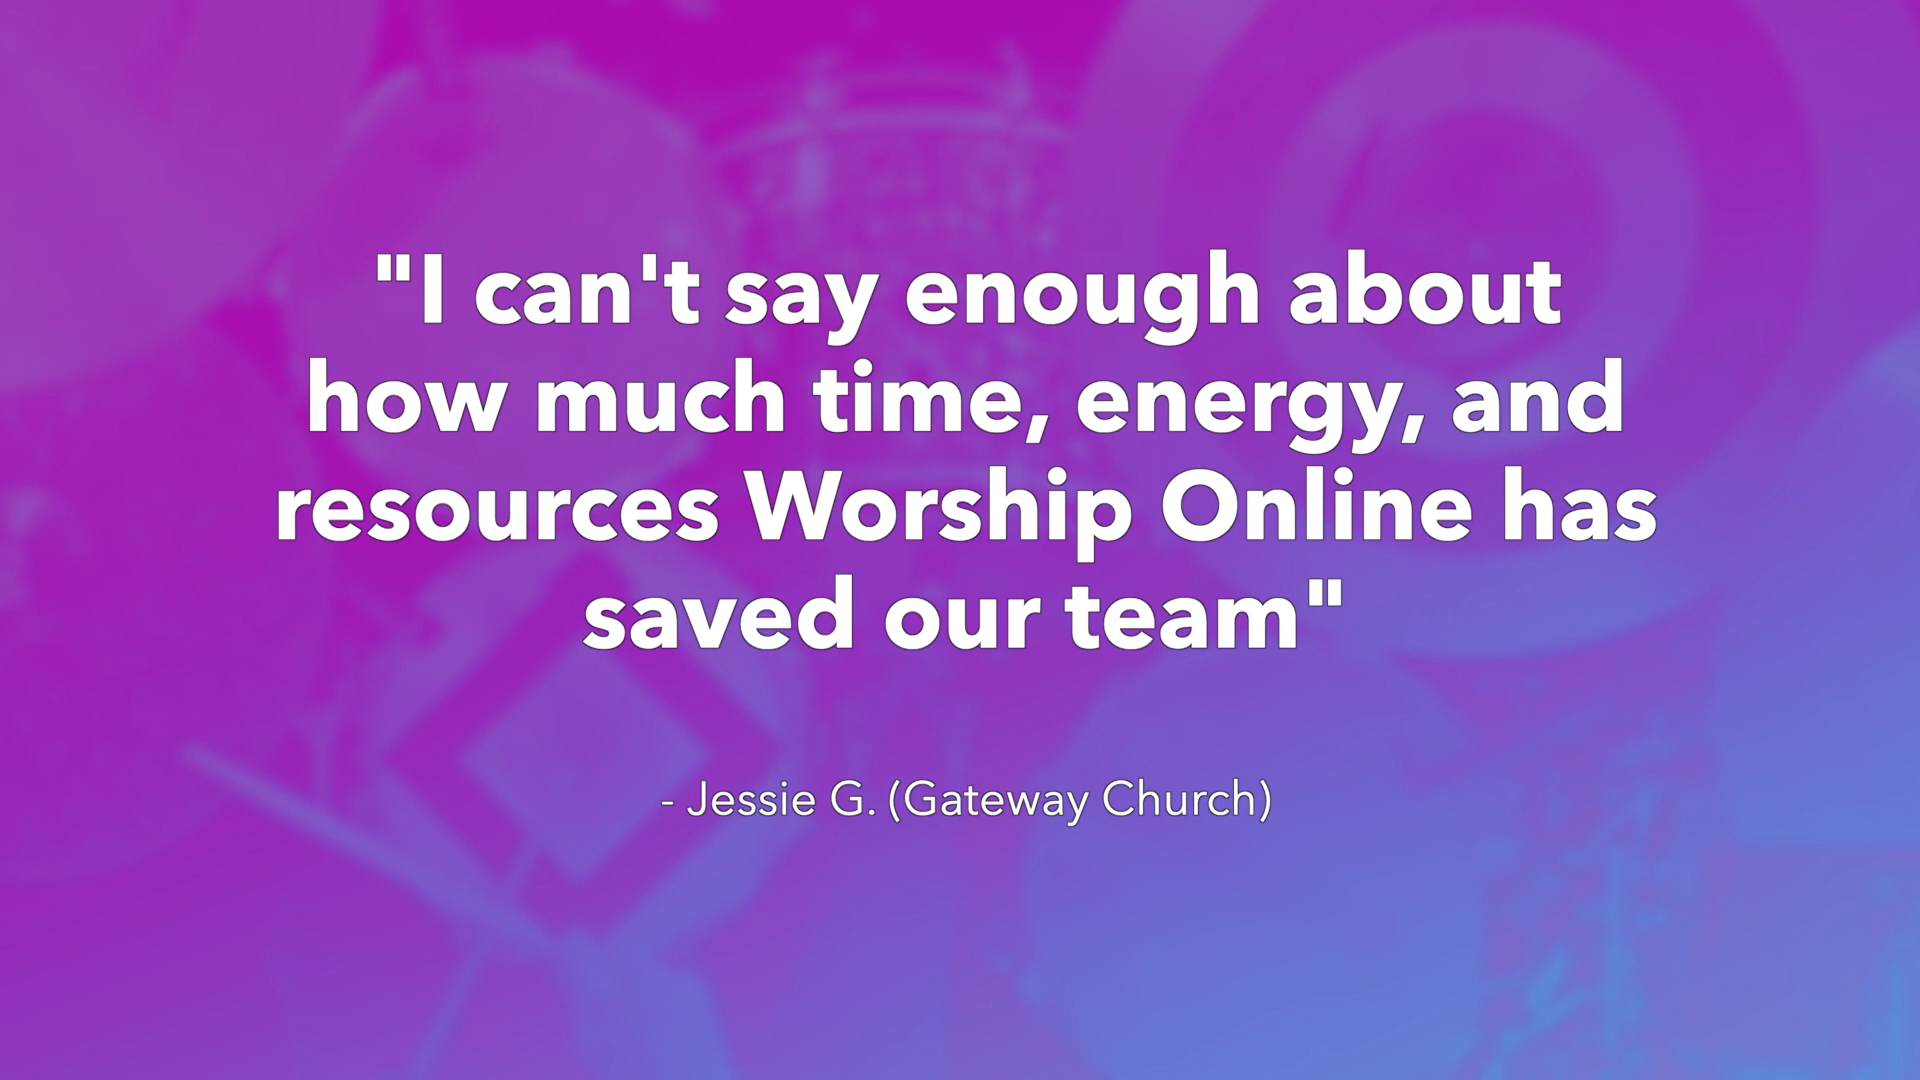 "I can't say enough about
how much time, energy, and
resources Worship Online has
saved our team"
- Jessie G. (Gateway Church)